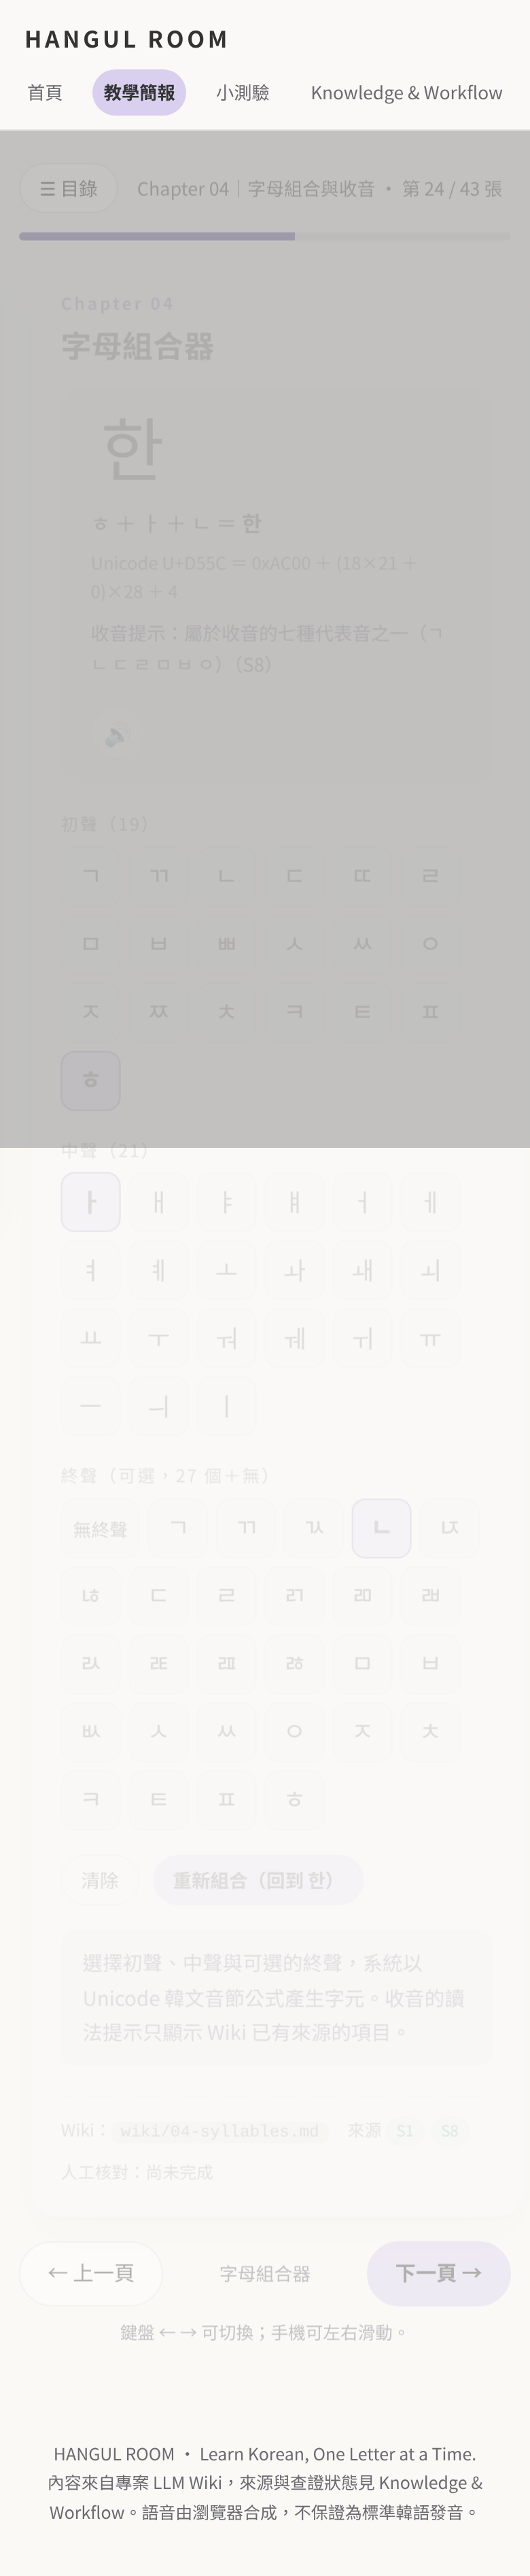 HANGUL ROOM
首頁 教學簡報 小測驗 Knowledge & Workflow
☰ 目錄 Chapter 04｜字母組合與收音 · 第 24 / 43 張
Chapter 04
字母組合器
한
ㅎ＋ㅏ＋ㄴ＝한
Unicode U+D55C ＝ 0xAC00 ＋ (18×21 ＋
0)×28 ＋ 4
收音提示：屬於收音的七種代表音之一（ㄱ
ㄴㄷㄹㅁㅂㅇ）（S8）
🔊
初聲（19）
ㄱ ㄲ ㄴ ㄷ ㄸ ㄹ
ㅁ ㅂ ㅃ ㅅ ㅆ ㅇ
ㅈ ㅉ ㅊ ㅋ ㅌ ㅍ
ㅎ
中聲（21）
ㅏ ㅐ ㅑ ㅒ ㅓ ㅔ
ㅕ ㅖ ㅗ ㅘ ㅙ ㅚ
ㅛ ㅜ ㅝ ㅞ ㅟ ㅠ
ㅡ ㅢ ㅣ
終聲（可選，27 個＋無）
無終聲 ㄱ ㄲ ㄳ ㄴ ㄵ
ㄶ ㄷ ㄹ ㄺ ㄻ ㄼ
ㄽ ㄾ ㄿ ㅀ ㅁ ㅂ
ㅄ ㅅ ㅆ ㅇ ㅈ ㅊ
ㅋ ㅌ ㅍ ㅎ
清除 重新組合（回到 한）
選擇初聲、中聲與可選的終聲，系統以
Unicode 韓文音節公式產生字元。收音的讀
法提示只顯示 Wiki 已有來源的項目。
Wiki： wiki/04-syllables.md 來源 S1 S8
人工核對：尚未完成
← 上一頁 字母組合器 下一頁 →
鍵盤 ← → 可切換；手機可左右滑動。
HANGUL ROOM · Learn Korean, One Letter at a Time.
內容來自專案 LLM Wiki，來源與查證狀態見 Knowledge &
Workflow。語音由瀏覽器合成，不保證為標準韓語發音。